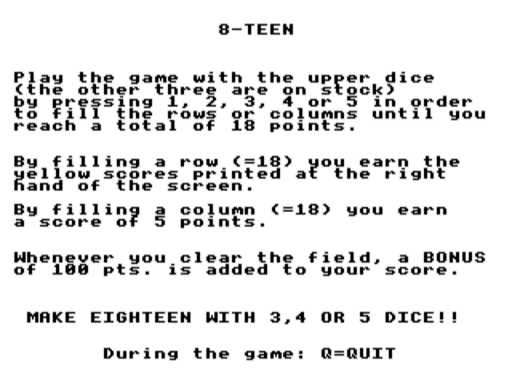 8-TEEN
Play the game with the upper dice
(the other three are on stock)
by pressing 1, 2, 3, 4 or 5 in order
to fill the rows or columns until you
reach a total of 18 points.
By filling a row (=18) you earn the
yellow scores printed at the right
hand of the screen.
By filling a column (=18) you earn
a score of 5 points.
Whenever you clear the field, a BONUS
of 100 pts. is added to your score.
MAKE EIGHTEEN WITH 3,4 OR 5 DICE!!
During the game: Q=QUIT